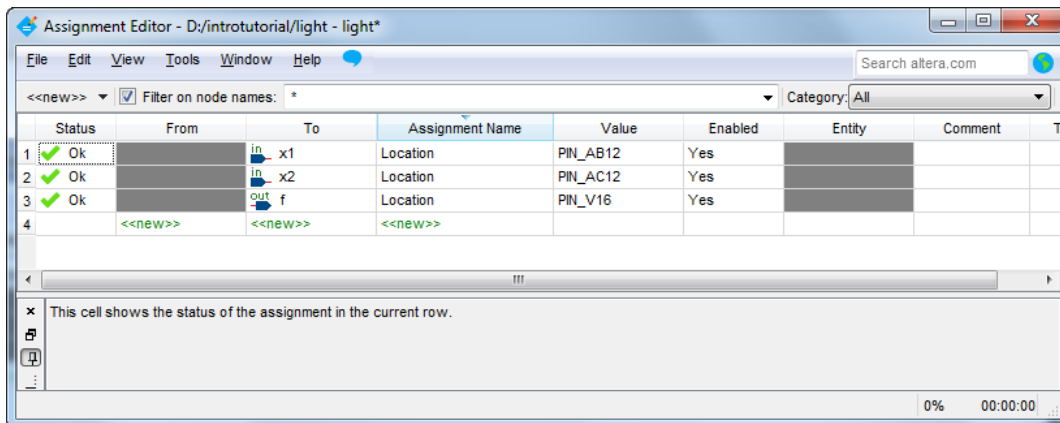 Assignment Editor - D:/introtutorial/light - light*
File Edit View Tools Window Help Search altera.com
<<new>> Filter on node names: * Category: All
Status From To Assignment Name Value Enabled Entity Comment T
1 Ok in x1 Location PIN_AB12 Yes
2 Ok in x2 Location PIN_AC12 Yes
3 Ok out f Location PIN_V16 Yes
4 <<new>> <<new>> <<new>>
This cell shows the status of the assignment in the current row.
0% 00:00:00